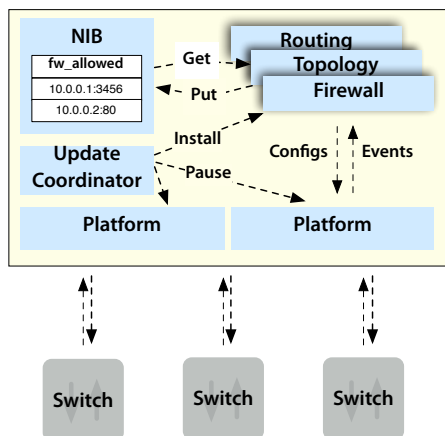 NIB
fw_allowed
10.0.0.1:3456
10.0.0.2:80
Get
Put
Routing
Topology
Firewall
Install
Update
Coordinator
Pause
Configs
Events
Platform
Platform
Switch
Switch
Switch